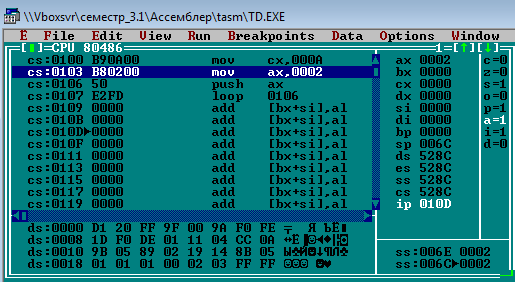 \\Vboxsvr\семестр_3.1\Ассемблер\tasm\TD.EXE
File Edit View Run Breakpoints Data Options Window
CPU 80486 1
cs:0100 B90A00 mov cx,000A ax 0002 c=0
cs:0103 B80200 mov ax,0002 bx 0000 z=0
cs:0106 50 push ax cx 0000 s=1
cs:0107 E2FD loop 0106 dx 0000 o=0
cs:0109 0000 add [bx+si],al si 0000 p=1
cs:010B 0000 add [bx+si],al di 0000 a=1
cs:010D 0000 add [bx+si],al bp 0000 i=1
cs:010F 0000 add [bx+si],al sp 006C d=0
cs:0111 0000 add [bx+si],al ds 528C
cs:0113 0000 add [bx+si],al es 528C
cs:0115 0000 add [bx+si],al ss 528C
cs:0117 0000 add [bx+si],al cs 528C
cs:0119 0000 add [bx+si],al ip 010D
ds:0000 D1 20 FF 9F 00 9A F0 FE
ds:0008 1D F0 DE 01 11 04 CC 0A
ds:0010 9B 05 89 02 19 14 8B 05 ss:006E 0002
ds:0018 01 01 01 00 02 03 FF FF ss:006C 0002